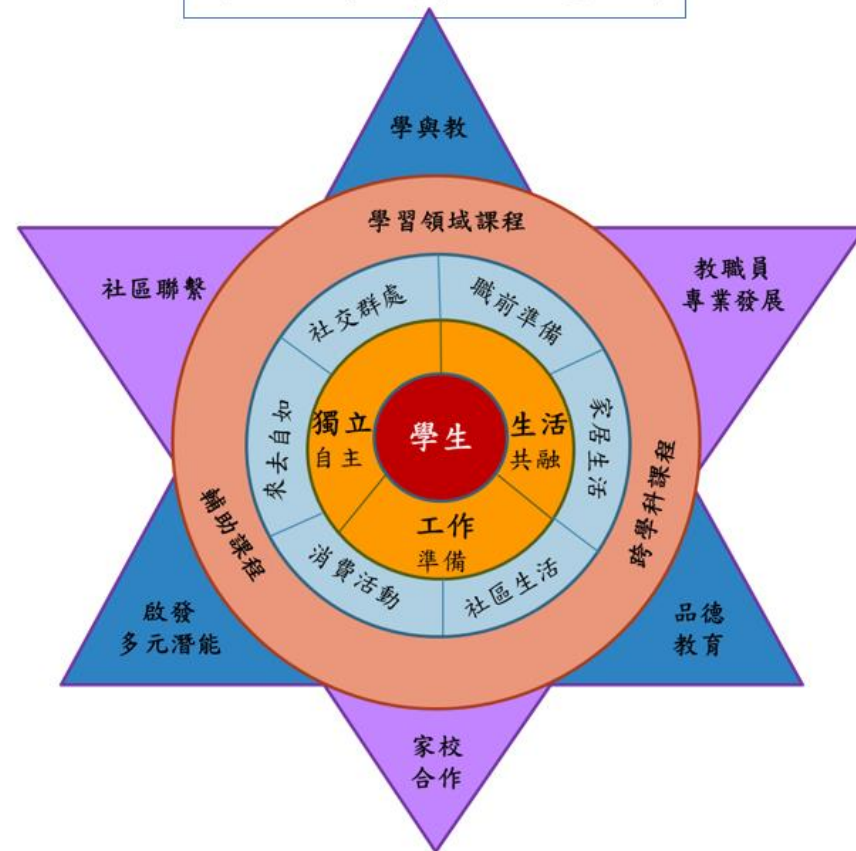 學與教
學習領域課程
社區聯繫
教職員
專業發展
社交群處
職前準備
來去自如
家居生活
獨立
自主
學生
生活
共融
工作
準備
輔助課程
跨學科課程
消費活動
社區生活
啟發
多元潛能
品德
教育
家校
合作